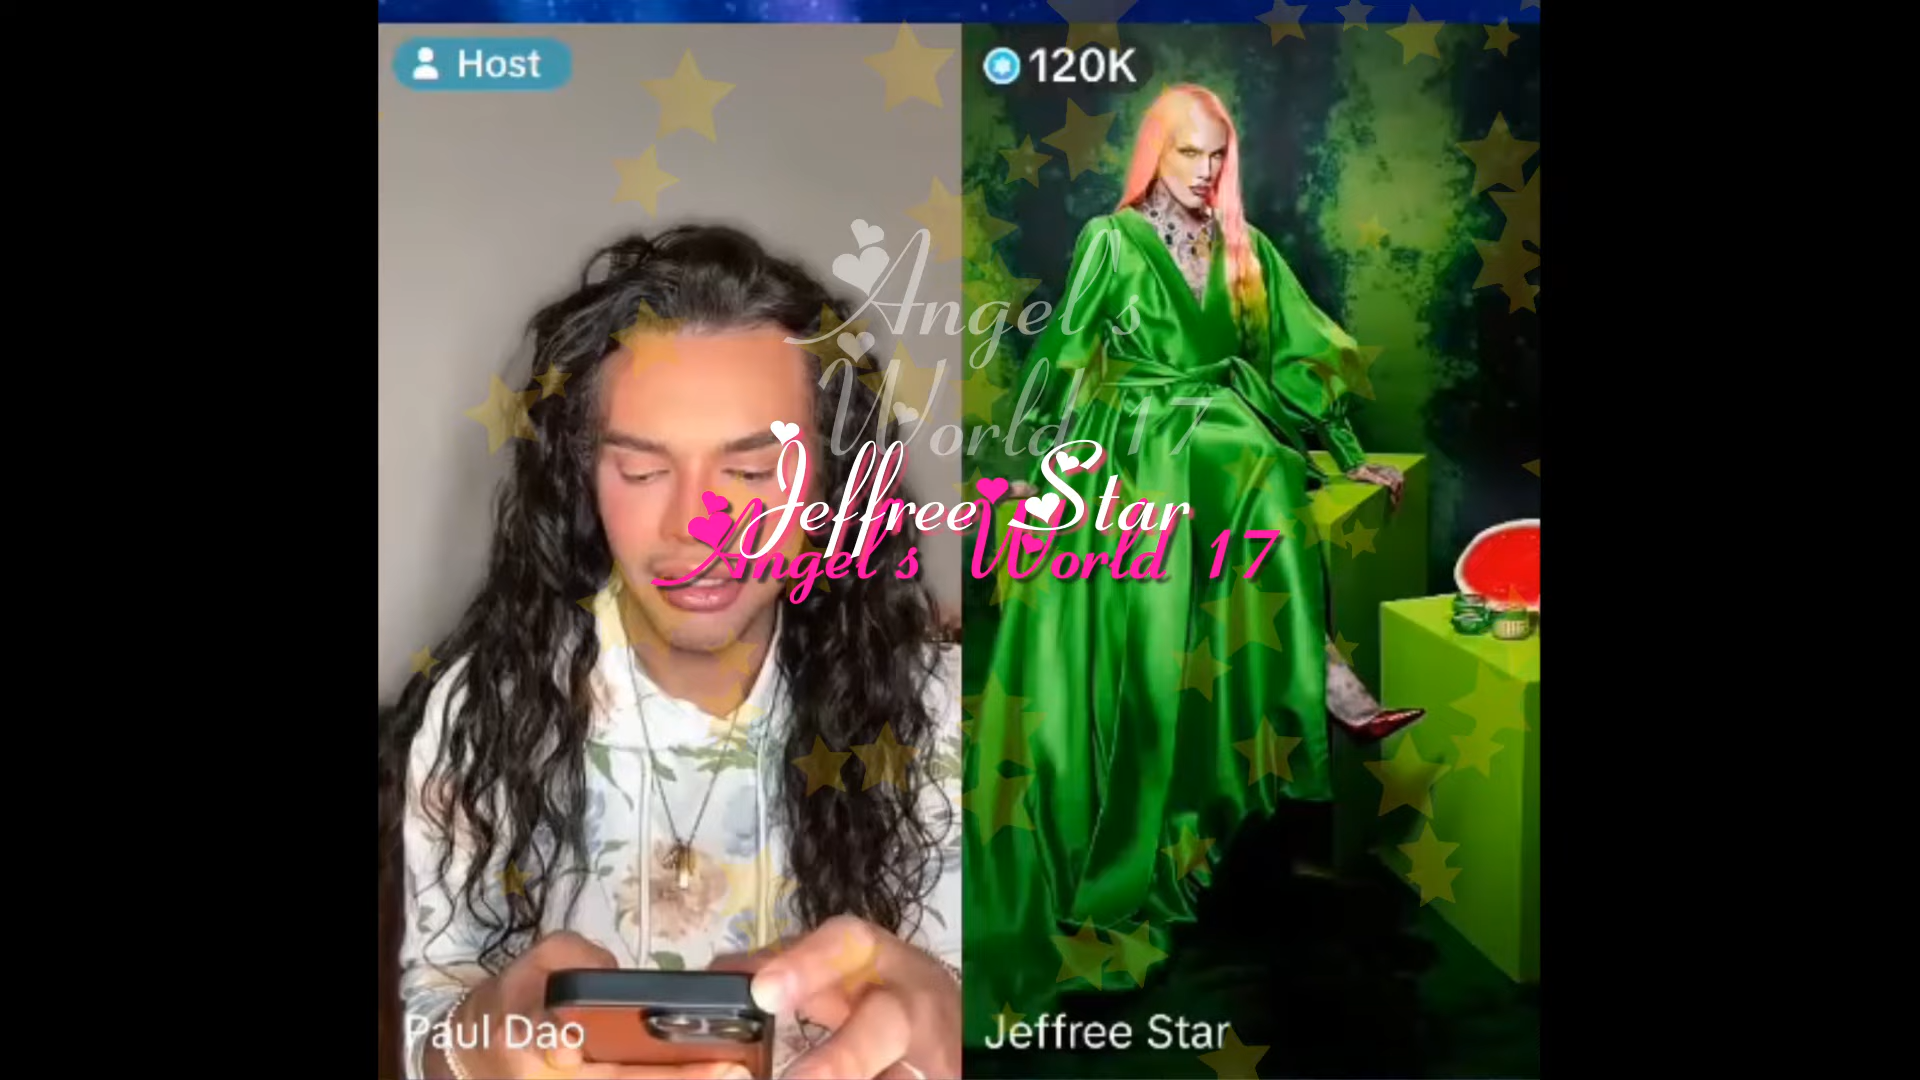 Host
120K
Angel's
World 17
Jeffree Star
Angel's World 17
Paul Dao
Jeffree Star